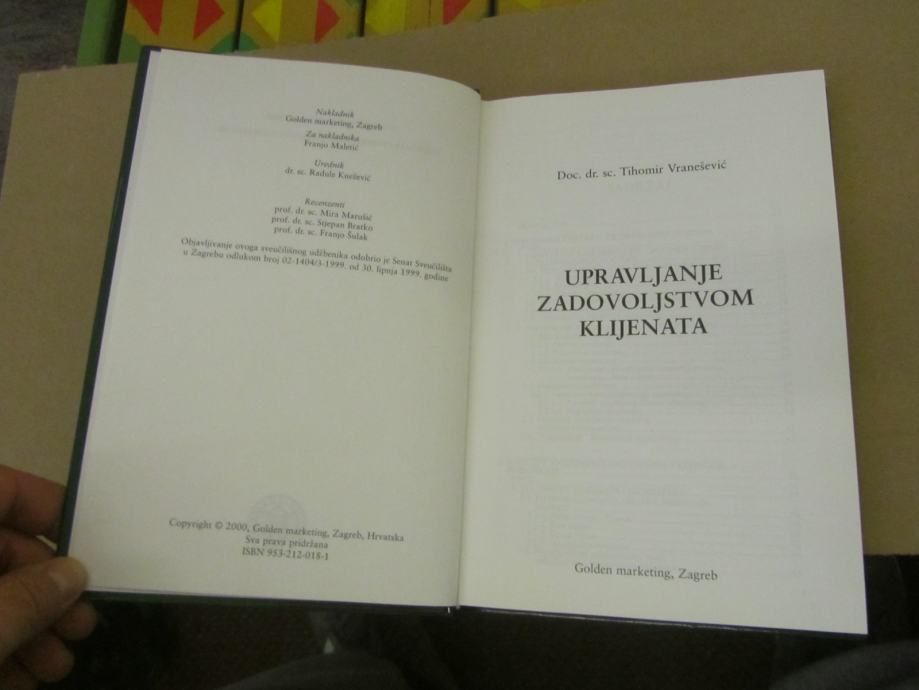 Nakladnik
Golden marketing, Zagreb
Za nakladnika
Franjo Maletić
Urednik
dr. sc. Radule Knežević
Recenzenti
prof. dr. sc. Mira Marušić
prof. dr. sc. Stjepan Bratko
prof. dr. sc. Franjo Šulak
Objavljivanje ovoga sveučilišnog udžbenika odobrio je Senat Sveučilišta
u Zagrebu odlukom broj 02-1404/3-1999. od 30. lipnja 1999. godine
Copyright © 2000, Golden marketing, Zagreb, Hrvatska
Sva prava pridržana
ISBN 953-212-018-1
Doc. dr. sc. Tihomir Vranešević
UPRAVLJANJE
ZADOVOLJSTVOM
KLIJENATA
Golden marketing, Zagreb